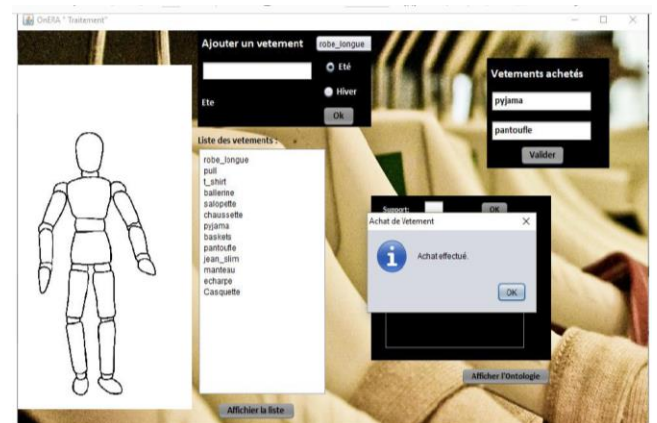 OnERA " Traitement"
Ajouter un vetement
robe_longue
Eté
Hiver
Ete
Ok
Liste des vetements :
robe_longue
pull
t_shirt
ballerine
salopette
chaussette
pyjama
baskets
pantoufle
jean_slim
manteau
echarpe
Casquette
Affichier la liste
Vetements achetés
pyjama
pantoufle
Valider
Support:
OK
Achat de Vetement
Achat effectué.
OK
Afficher l'Ontologie